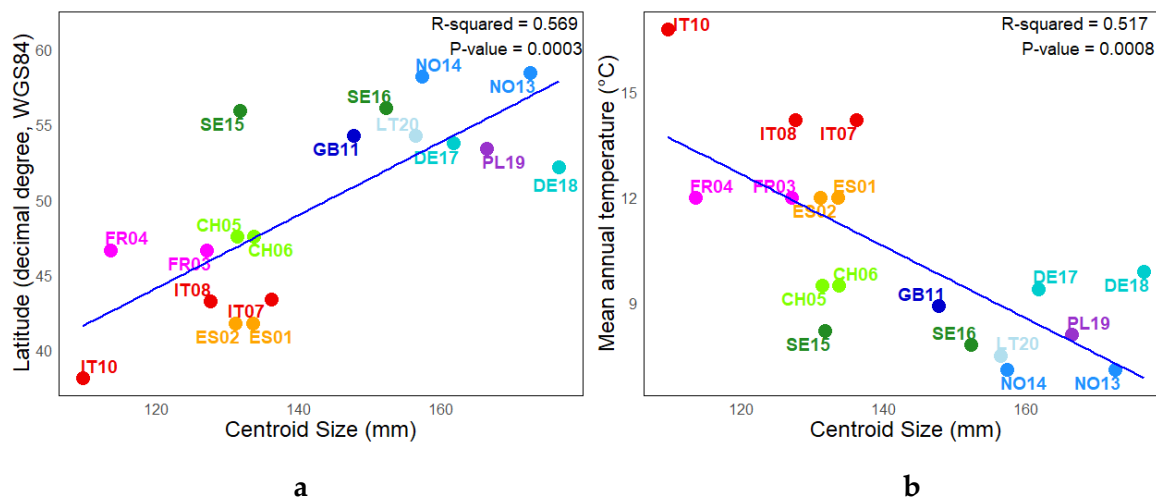 R-squared = 0.569
P-value = 0.0003
Latitude (decimal degree, WGS84)
60
55
50
45
40
NO14
NO13
SE16
SE15
LT20
GB11
DE17
PL19
DE18
CH05
CH06
FR04
FR03
IT08
IT07
ES02
ES01
IT10
120
140
160
Centroid Size (mm)
a
R-squared = 0.517
P-value = 0.0008
Mean annual temperature (°C)
15
12
9
IT10
IT08
IT07
FR04
FR03
ES01
ES02
CH06
CH05
DE17
DE18
GB11
PL19
SE15
SE16
LT20
NO14
NO13
120
140
160
Centroid Size (mm)
b